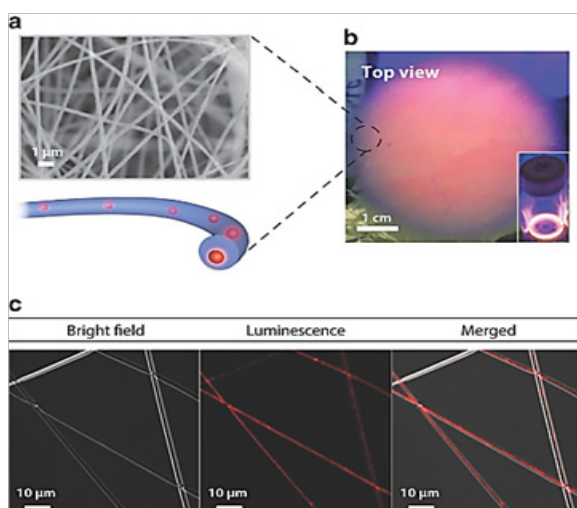 a
1 μm
b
Top view
1 cm
c
Bright field Luminescence Merged
10 μm 10 μm 10 μm